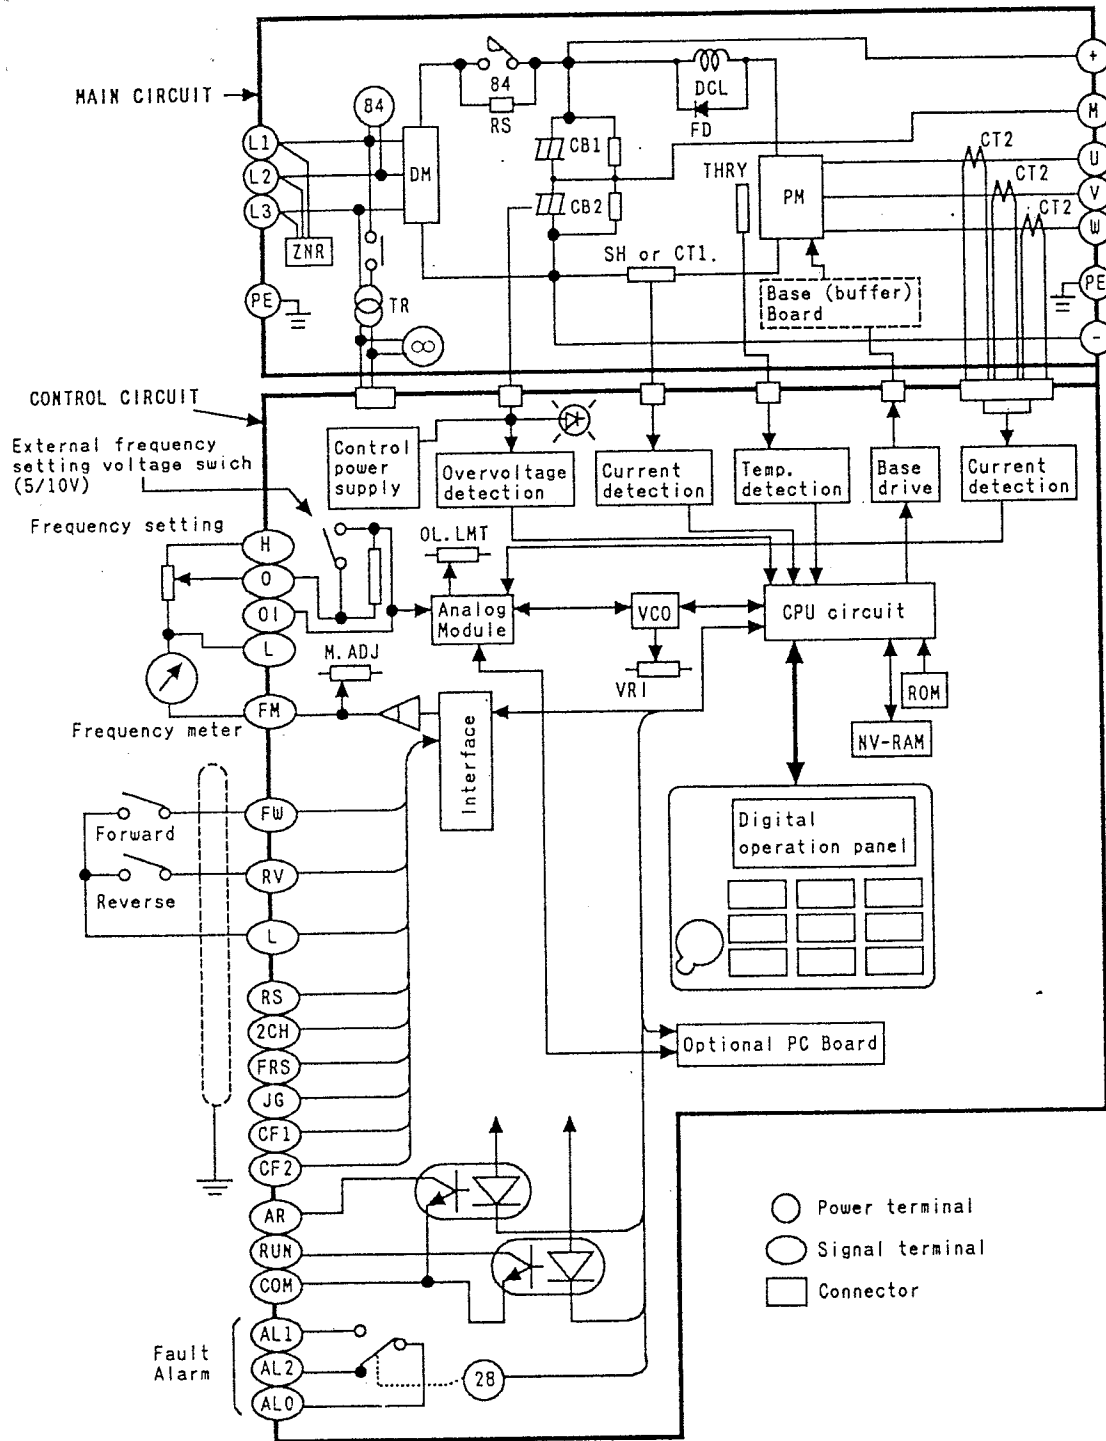 MAIN CIRCUIT
84
84
RS
DCL
FD
+
M
L1
L2
L3
DM
CB1
CB2
THRY
PM
CT2
CT2
CT2
U
V
W
ZNR
SH or CT1.
PE
PE
TR
Base (buffer)
Board
∞
-
CONTROL CIRCUIT
External frequency
setting voltage swich
(5/10V)
Control
power
supply
Overvoltage
detection
Current
detection
Temp.
detection
Base
drive
Current
detection
Frequency setting
H
O
OI
L
OL.LMT
Analog
Module
VCO
CPU circuit
M.ADJ
VR1
ROM
NV-RAM
FM
Frequency meter
Interface
FW
Forward
RV
Reverse
L
Digital
operation panel
RS
2CH
FRS
JG
CF1
CF2
Optional PC Board
AR
RUN
COM
Power terminal
Signal terminal
Connector
Fault
Alarm
AL1
AL2
AL0
28